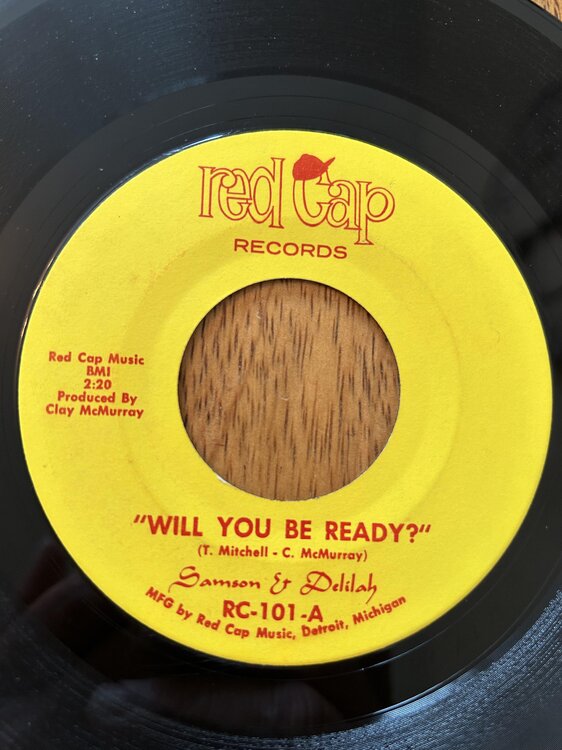 red Cap
RECORDS
Red Cap Music
BMI
2:20
Produced By
Clay McMurray
"WILL YOU BE READY?"
(T. Mitchell - C. McMurray)
Samson & Delilah
RC-101-A
MFG by Red Cap Music, Detroit, Michigan